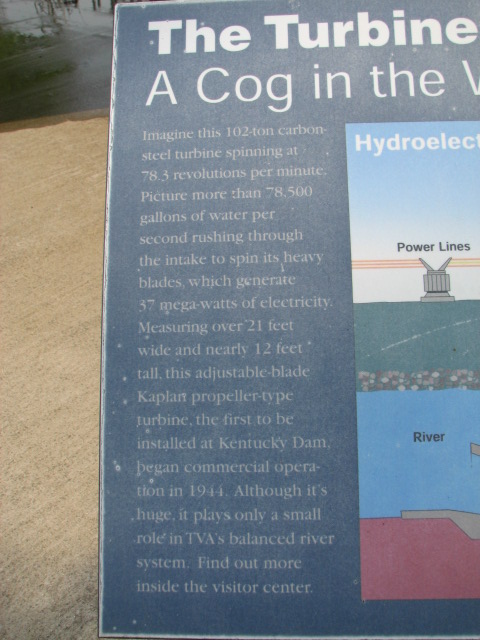 The Turbine
A Cog in the
Imagine this 102-ton carbon-
steel turbine spinning at
78.3 revolutions per minute.
Picture more than 78,500
gallons of water per
second rushing through
the intake to spin its heavy
blades, which generate
37 mega-watts of electricity.
Measuring over 21 feet
wide and nearly 12 feet
tall, this adjustable-blade
Kaplan propeller-type
turbine, the first to be
installed at Kentucky Dam,
began commercial opera-
tion in 1944. Although it's
huge, it plays only a small
role in TVA's balanced river
system. Find out more
inside the visitor center.
Hydroelect
Power Lines
River